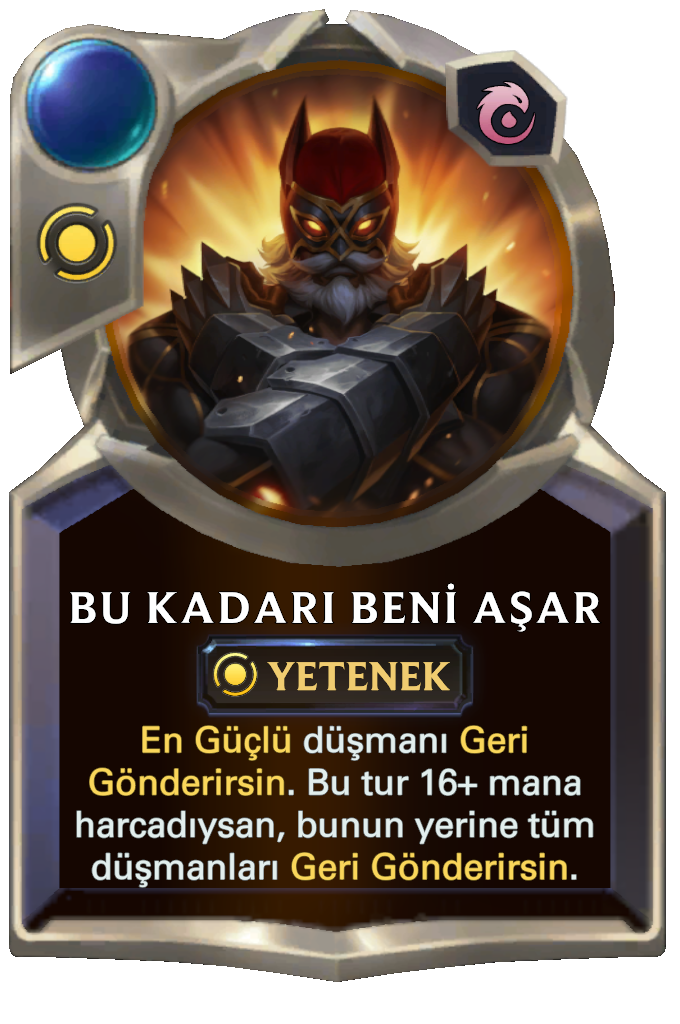 BU KADARI BENİ AŞAR
YETENEK
En Güçlü düşmanı Geri
Gönderirsin. Bu tur 16+ mana
harcadıysan, bunun yerine tüm
düşmanları Geri Gönderirsin.